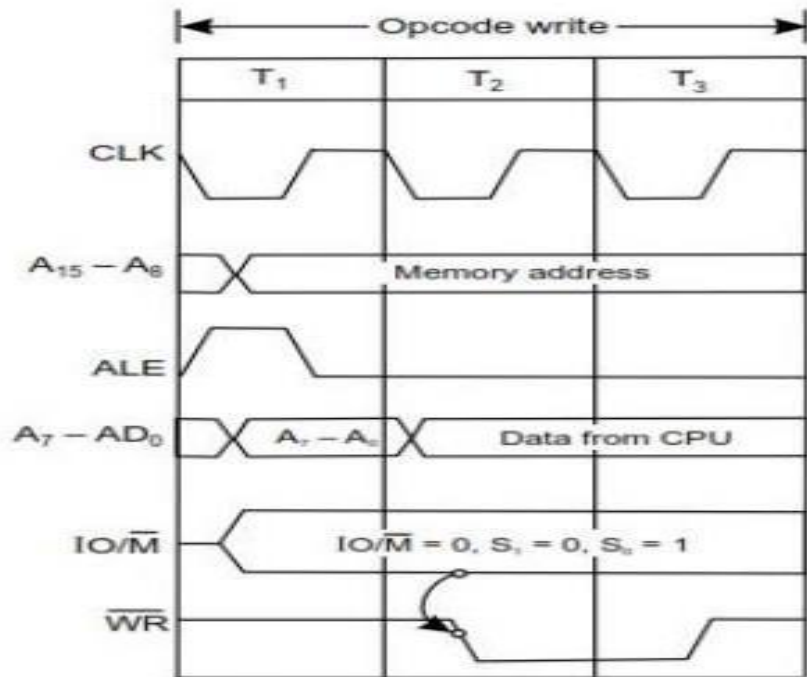 Opcode write
T₁ T₂ T₃
CLK
A₁₅ – A₈ Memory address
ALE
A₇ – AD₀ A₇ – A₀ Data from CPU
IO/M̅ IO/M̅ = 0, S₁ = 0, S₀ = 1
W̅R̅